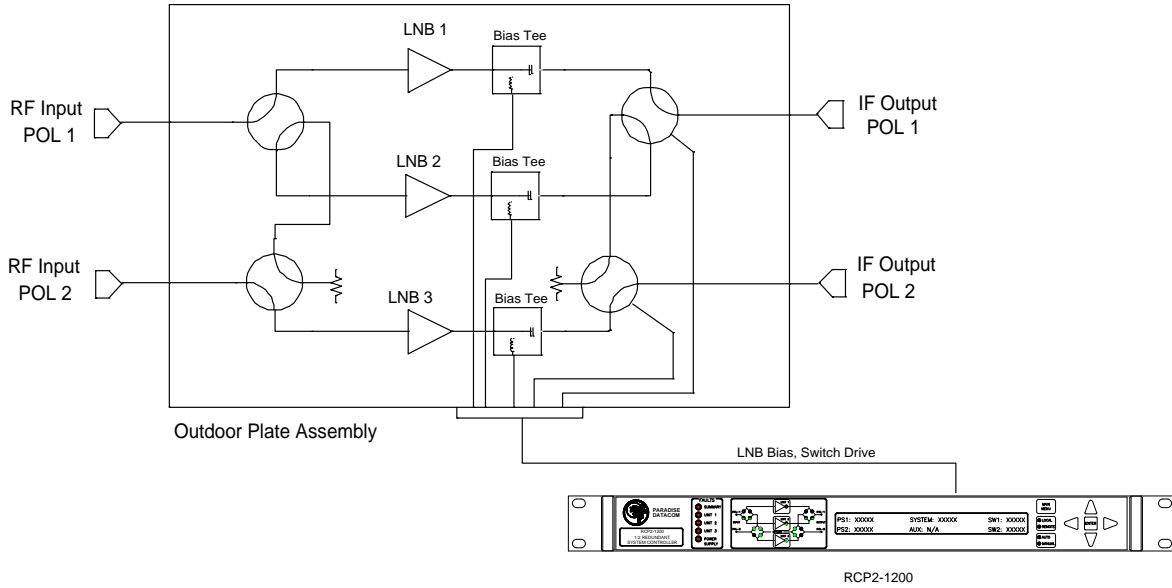 LNB 1
Bias Tee
RF Input
POL 1
IF Output
POL 1
LNB 2
Bias Tee
RF Input
POL 2
IF Output
POL 2
LNB 3
Bias Tee
Outdoor Plate Assembly
LNB Bias, Switch Drive
PARADISE
DATACOM
RCP2-1200
1:2 REDUNDANT
SYSTEM CONTROLLER
FAULTS
SUMMARY
UNIT 1
UNIT 2
UNIT 3
POWER
SUPPLY
INPUT
OUTPUT
PS1: XXXXX SYSTEM: XXXXX SW1: XXXXX
PS2: XXXXX AUX: N/A SW2: XXXXX
MAIN
MENU
LOCAL
REMOTE
AUTO
MANUAL
ENTER
RCP2-1200